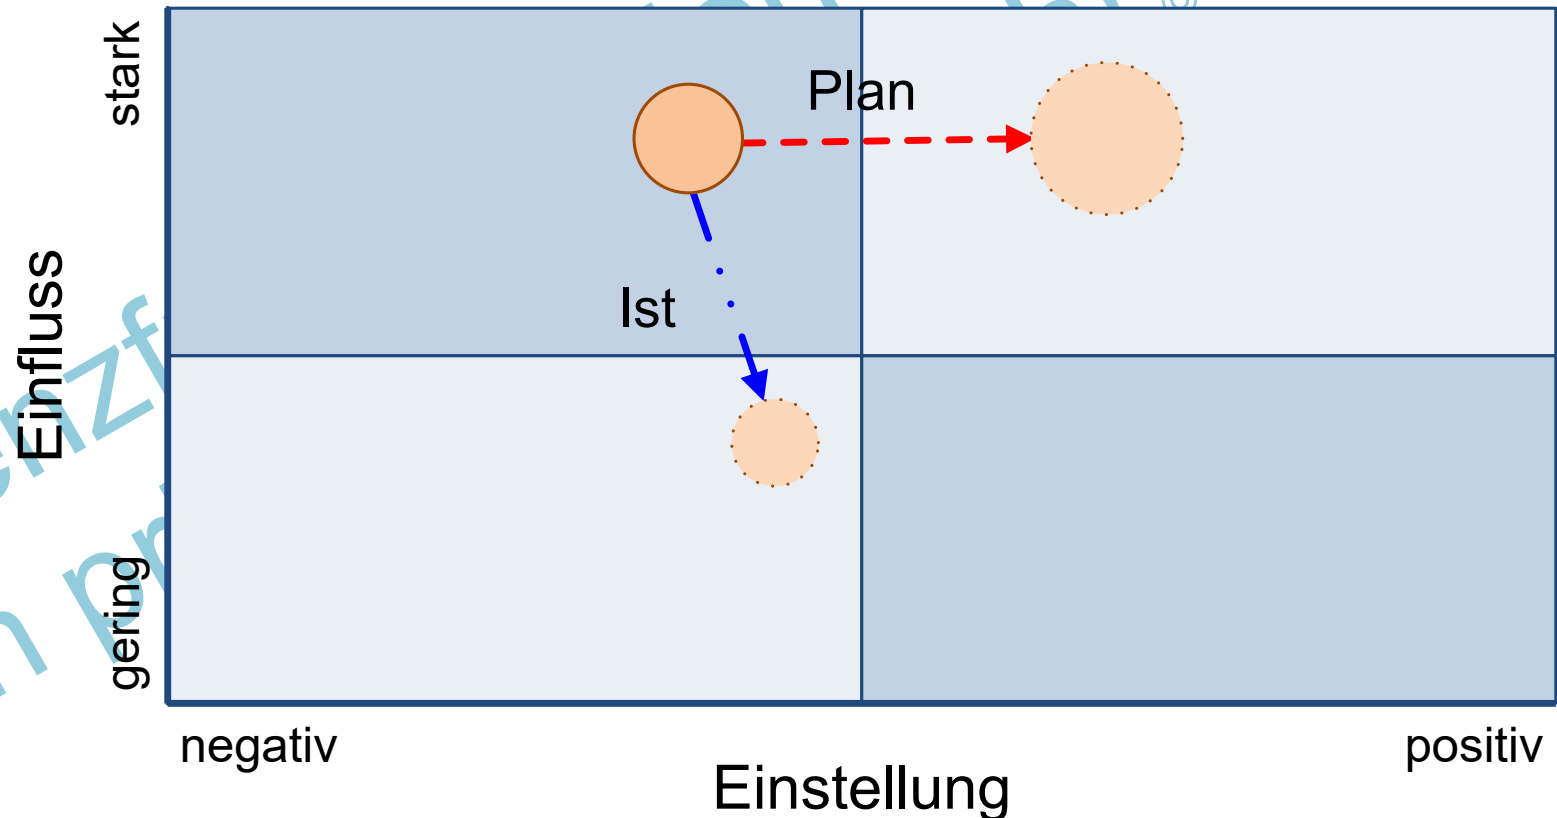 stark
Plan
Einfluss
Ist
gering
negativ
positiv
Einstellung